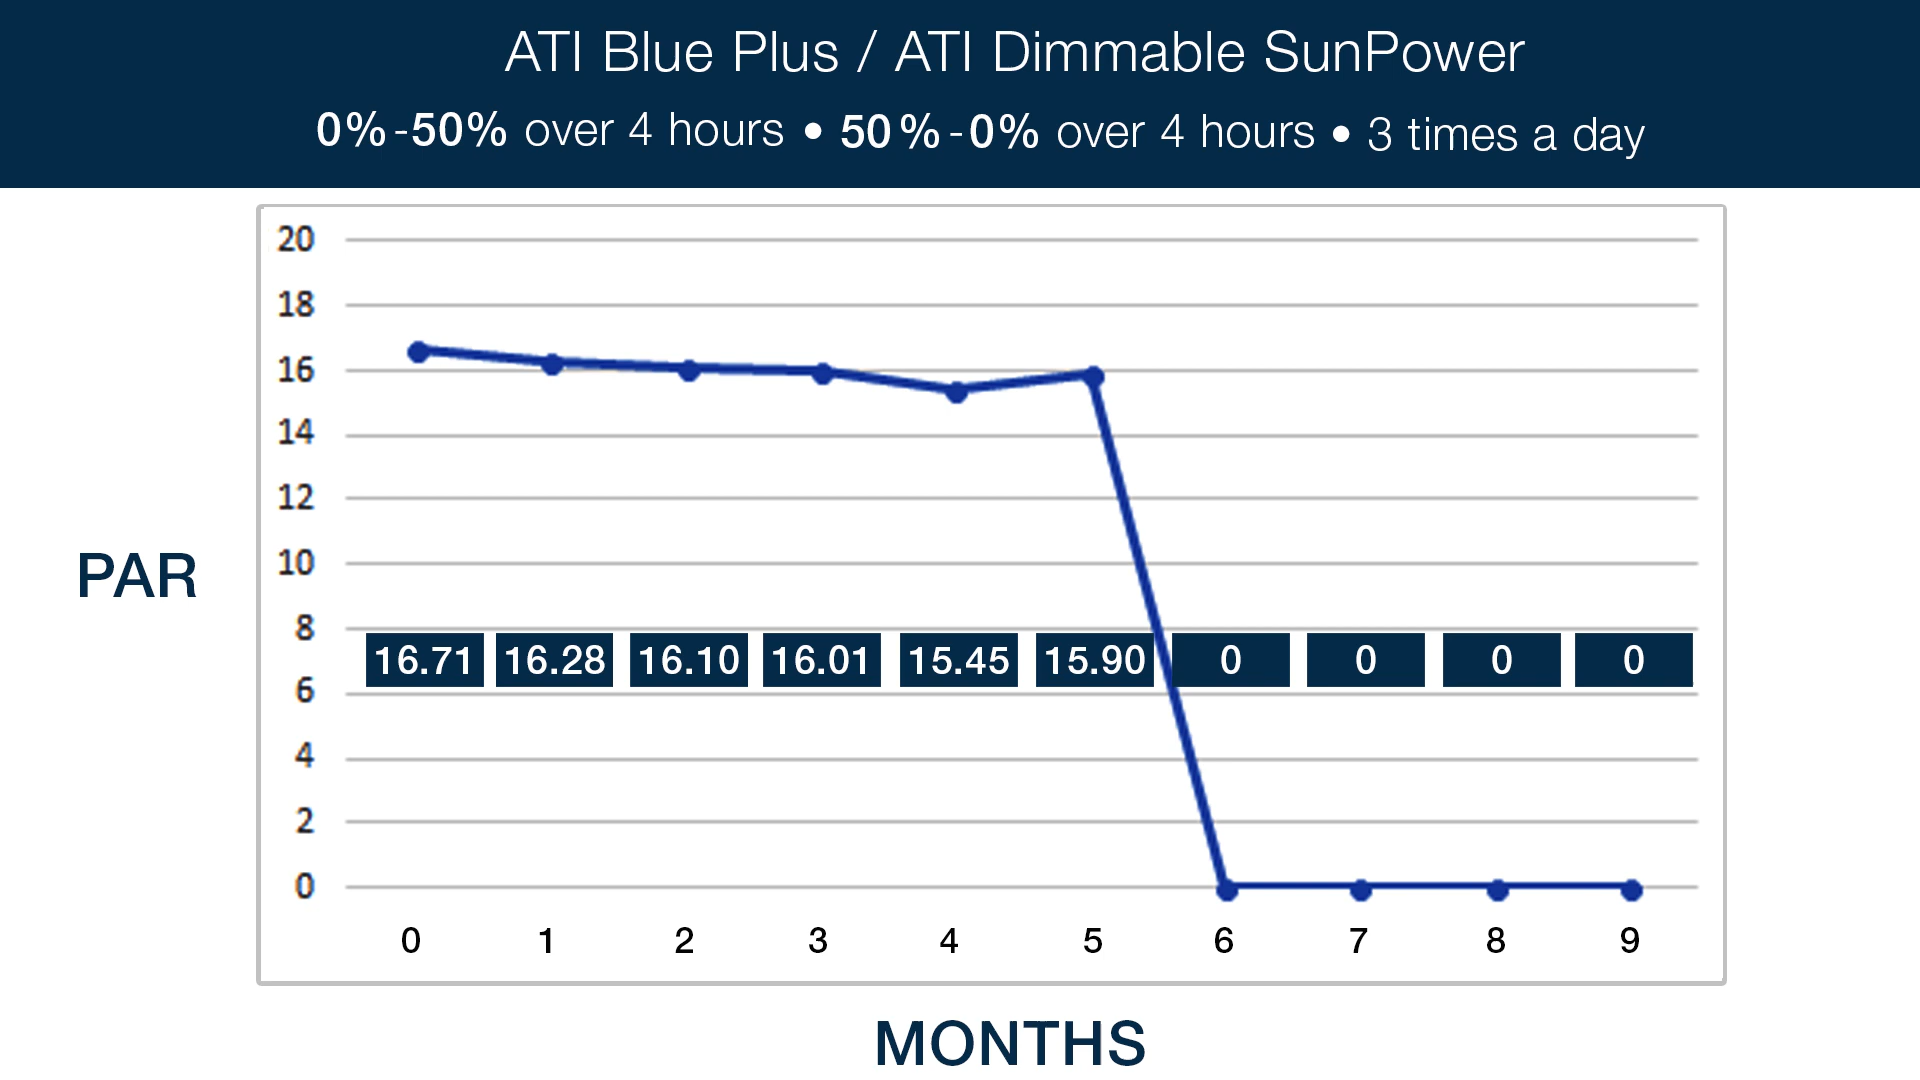 ATI Blue Plus / ATI Dimmable SunPower
0%-50% over 4 hours • 50%-0% over 4 hours • 3 times a day
20
18
16
14
12
10
8
16.71 16.28 16.10 16.01 15.45 15.90 0 0 0 0
6
4
2
0
0 1 2 3 4 5 6 7 8 9
PAR
MONTHS